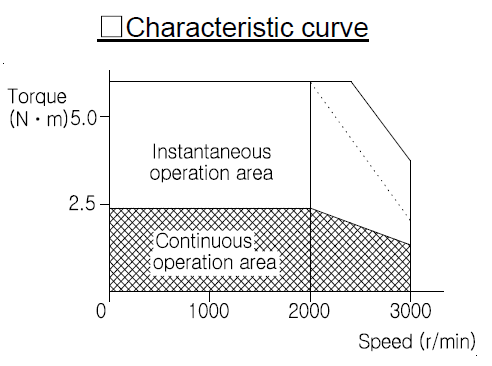 □Characteristic curve
Torque
(N・m)5.0
Instantaneous
operation area
2.5
Continuous
operation area
0 1000 2000 3000
Speed (r/min)